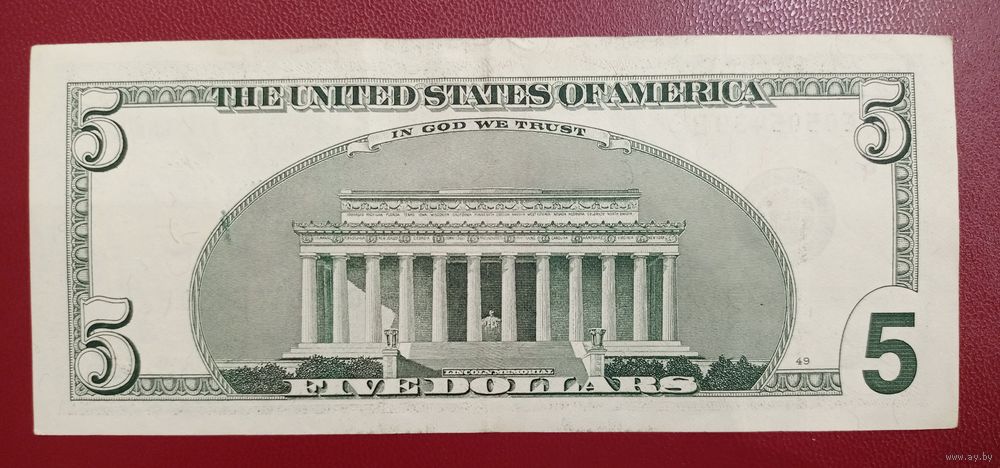 THE UNITED STATES OF AMERICA
5
5
IN GOD WE TRUST
LINCOLN MEMORIAL
FIVE DOLLARS
5
49
5
www.ay.by